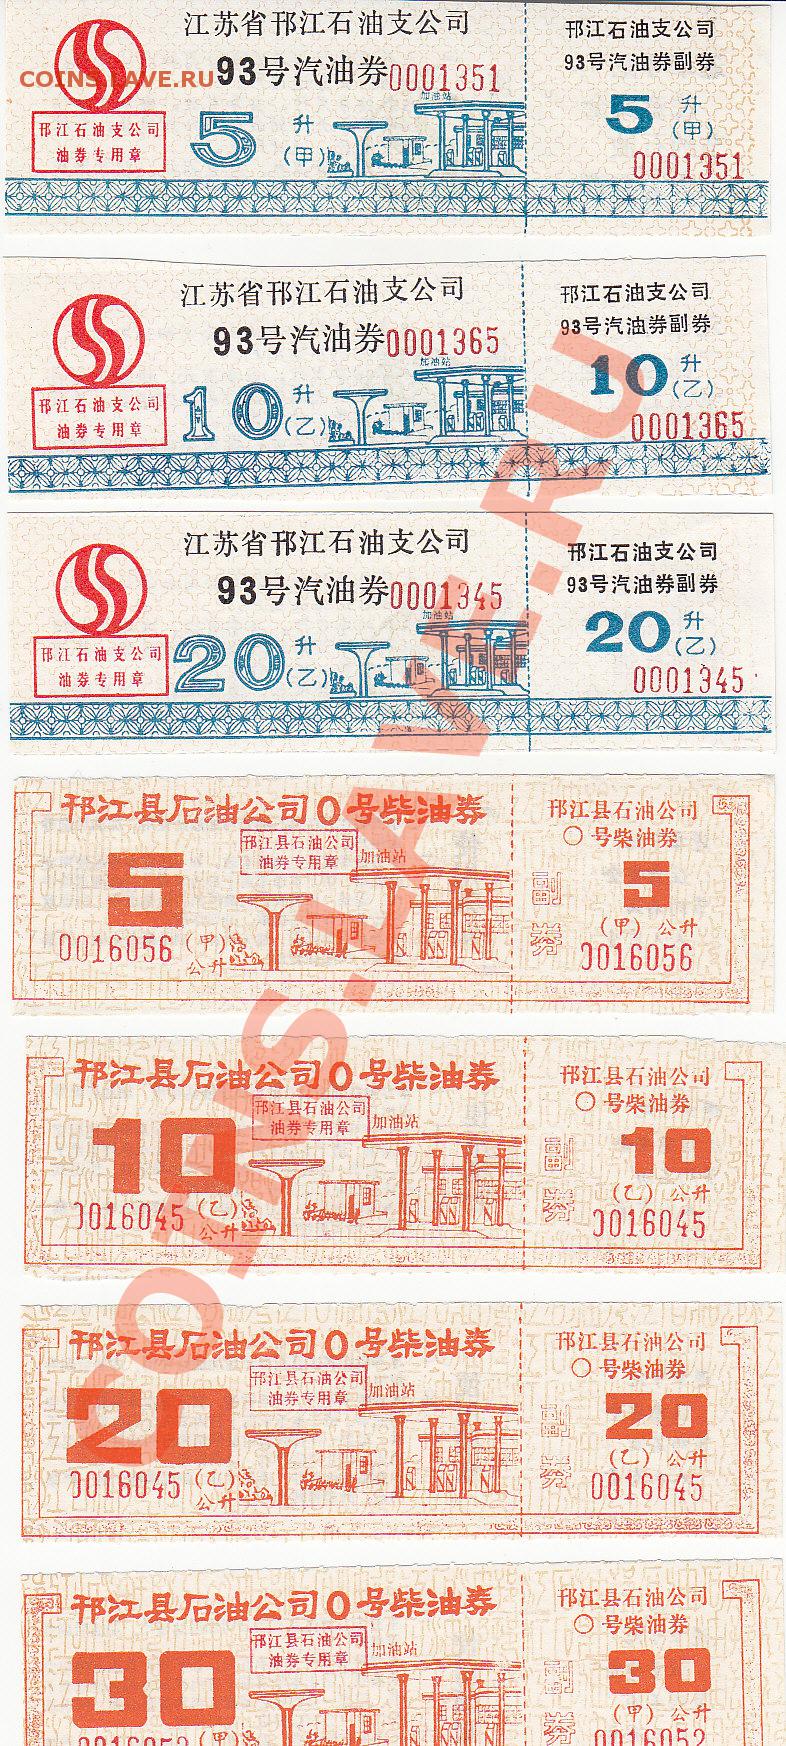 江苏省邗江石油支公司
93号汽油券0001351
COINS.LAVE.RU
加油站
邗江石油支公司
油券专用章
5升
(甲)
邗江石油支公司
93号汽油券副券
5升
(甲)
0001351
江苏省邗江石油支公司
93号汽油券0001365
加油站
邗江石油支公司
油券专用章
10升
(乙)
邗江石油支公司
93号汽油券副券
10升
(乙)
0001365
江苏省邗江石油支公司
93号汽油券0001345
加油站
邗江石油支公司
油券专用章
20升
(乙)
邗江石油支公司
93号汽油券副券
20升
(乙)
0001345
邗江县石油公司0号柴油券
邗江县石油公司
油券专用章
加油站
5
0016056(甲)
公升
邗江县石油公司
〇号柴油券
副券
5
(甲)公升
0016056
邗江县石油公司0号柴油券
邗江县石油公司
油券专用章
加油站
10
0016045(乙)
公升
邗江县石油公司
〇号柴油券
副券
10
(乙)公升
0016045
邗江县石油公司0号柴油券
邗江县石油公司
油券专用章
加油站
20
0016045(乙)
公升
邗江县石油公司
〇号柴油券
副券
20
(乙)公升
0016045
邗江县石油公司0号柴油券
邗江县石油公司
油券专用章
加油站
30
0016052(甲)
邗江县石油公司
〇号柴油券
副券
30
(甲)公升
0016052
COINS.LAVE.RU